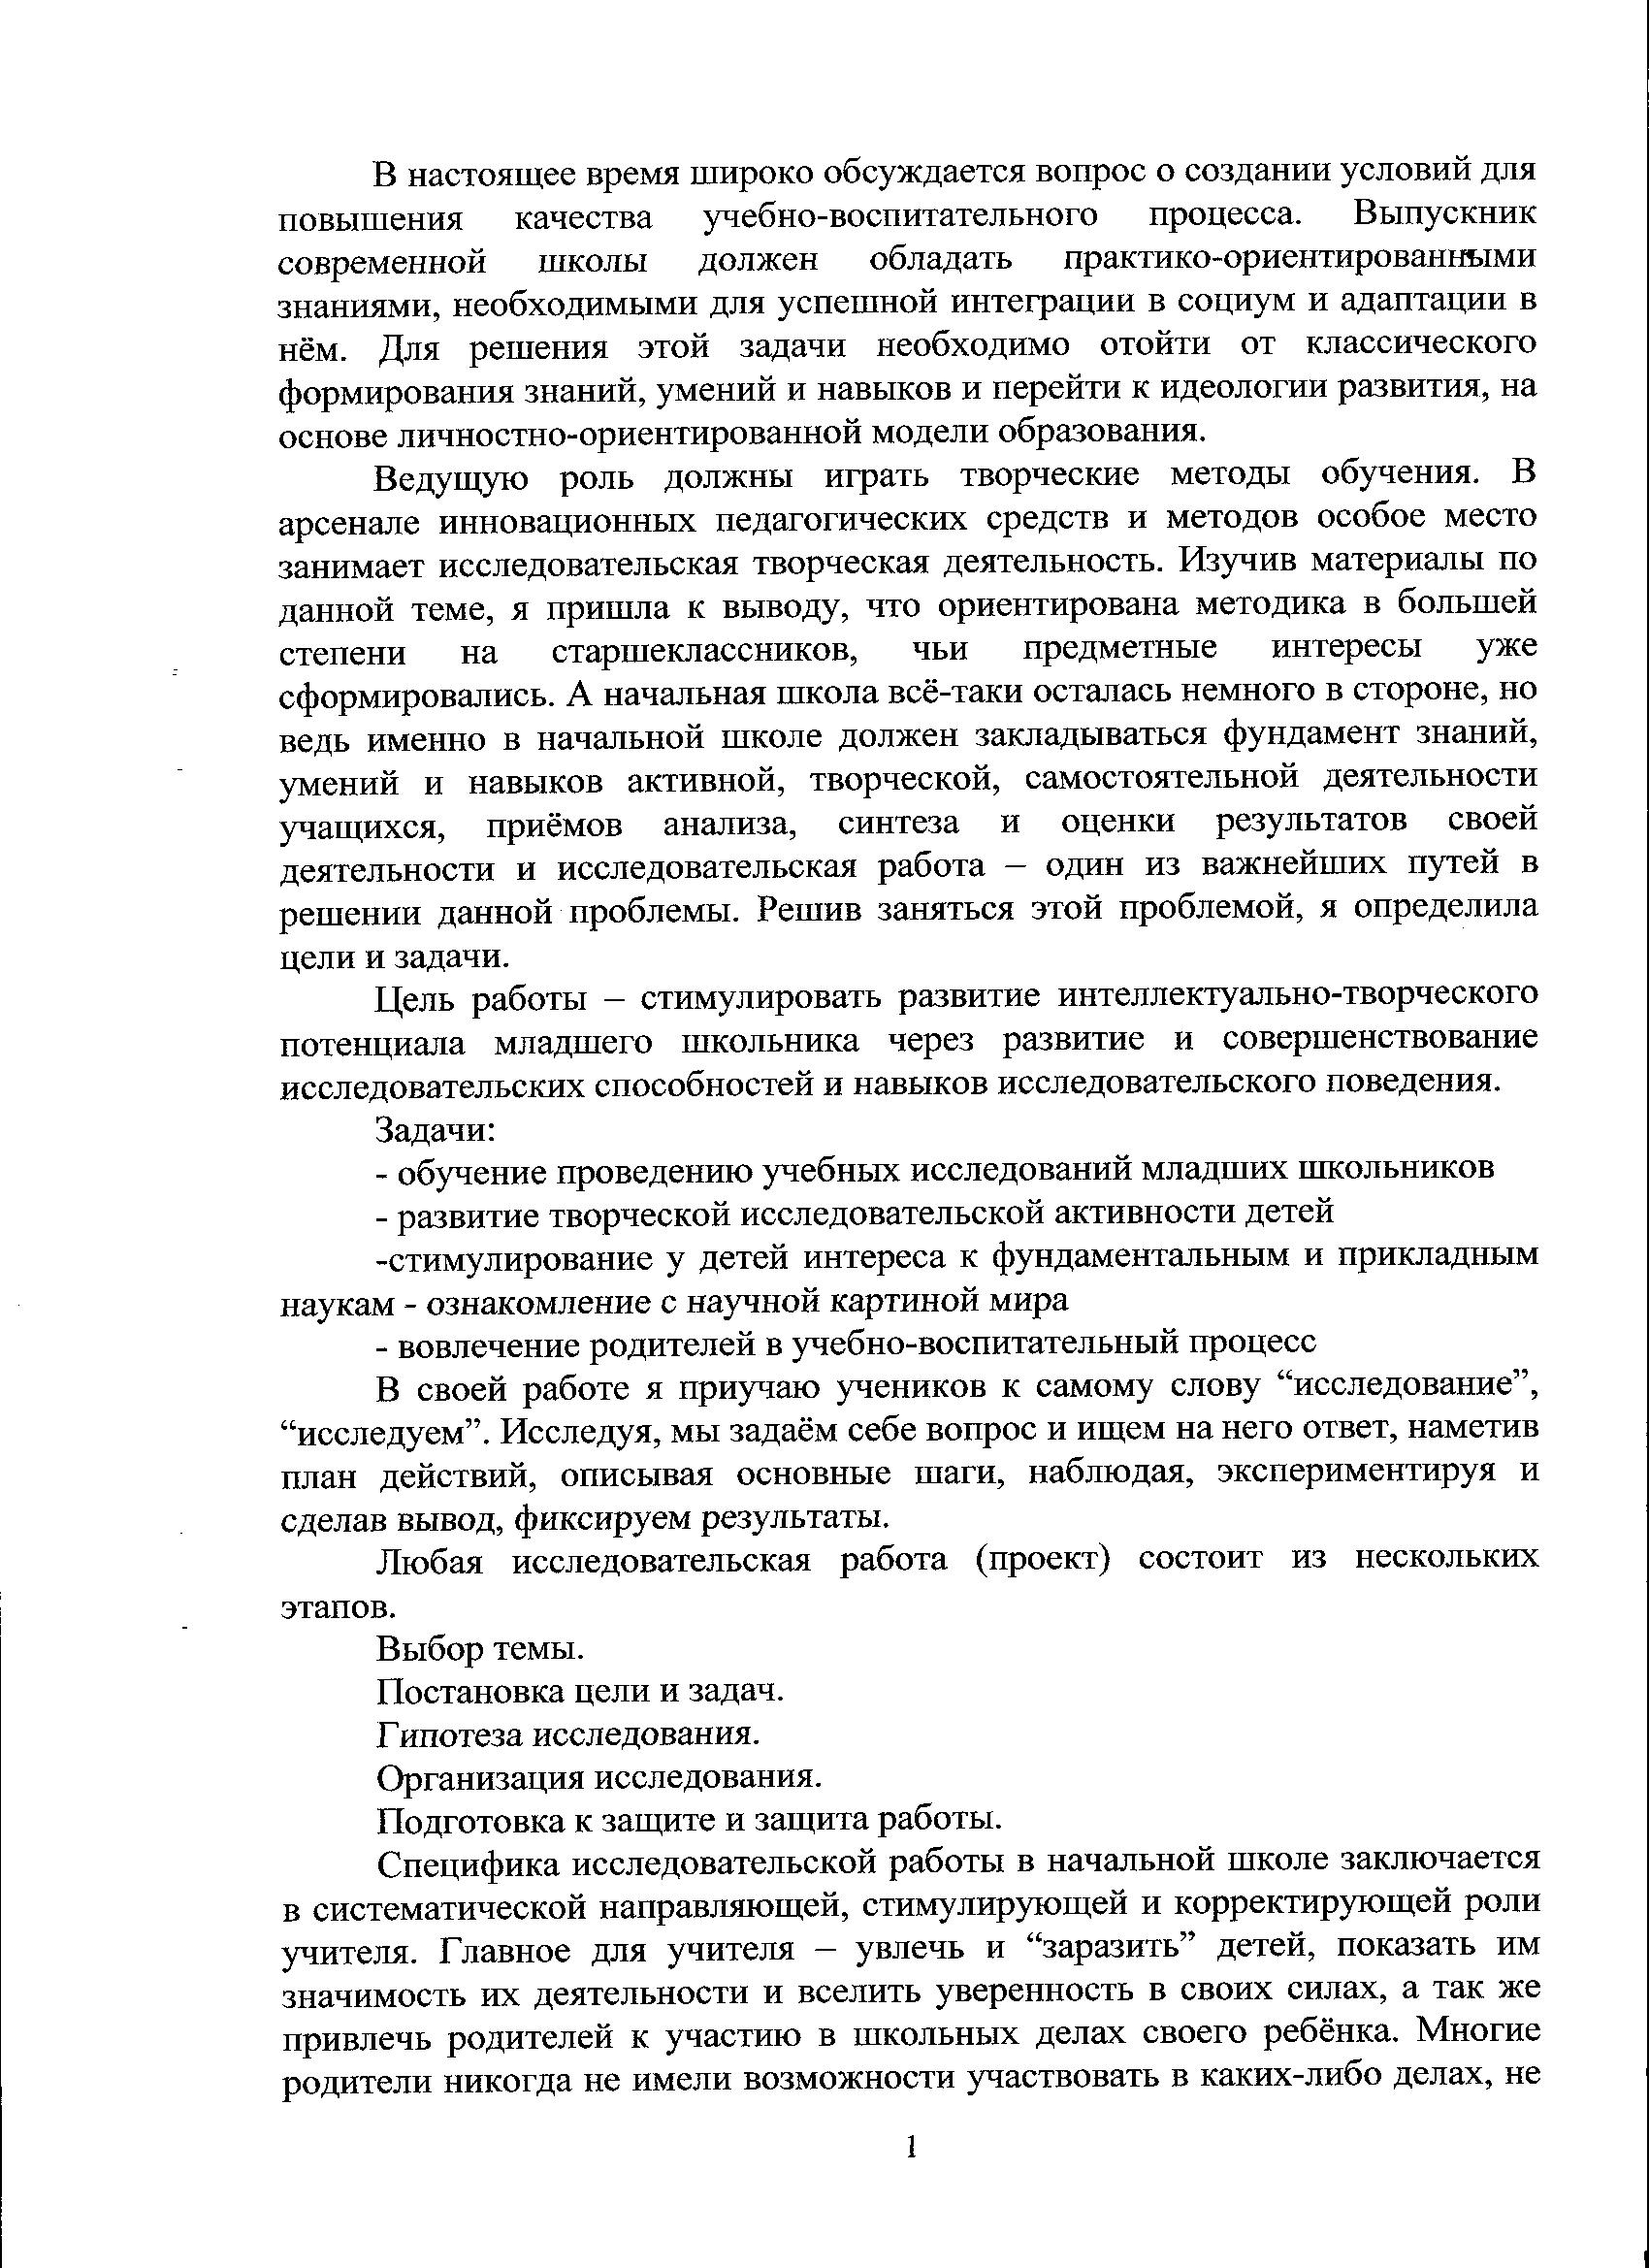 В настоящее время широко обсуждается вопрос о создании условий для
повышения качества учебно-воспитательного процесса. Выпускник
современной школы должен обладать практико-ориентированными
знаниями, необходимыми для успешной интеграции в социум и адаптации в
нём. Для решения этой задачи необходимо отойти от классического
формирования знаний, умений и навыков и перейти к идеологии развития, на
основе личностно-ориентированной модели образования.
Ведущую роль должны играть творческие методы обучения. В
арсенале инновационных педагогических средств и методов особое место
занимает исследовательская творческая деятельность. Изучив материалы по
данной теме, я пришла к выводу, что ориентирована методика в большей
степени на старшеклассников, чьи предметные интересы уже
сформировались. А начальная школа всё-таки осталась немного в стороне, но
ведь именно в начальной школе должен закладываться фундамент знаний,
умений и навыков активной, творческой, самостоятельной деятельности
учащихся, приёмов анализа, синтеза и оценки результатов своей
деятельности и исследовательская работа – один из важнейших путей в
решении данной проблемы. Решив заняться этой проблемой, я определила
цели и задачи.
Цель работы – стимулировать развитие интеллектуально-творческого
потенциала младшего школьника через развитие и совершенствование
исследовательских способностей и навыков исследовательского поведения.
Задачи:
- обучение проведению учебных исследований младших школьников
- развитие творческой исследовательской активности детей
-стимулирование у детей интереса к фундаментальным и прикладным
наукам - ознакомление с научной картиной мира
- вовлечение родителей в учебно-воспитательный процесс
В своей работе я приучаю учеников к самому слову “исследование”,
“исследуем”. Исследуя, мы задаём себе вопрос и ищем на него ответ, наметив
план действий, описывая основные шаги, наблюдая, экспериментируя и
сделав вывод, фиксируем результаты.
Любая исследовательская работа (проект) состоит из нескольких
этапов.
Выбор темы.
Постановка цели и задач.
Гипотеза исследования.
Организация исследования.
Подготовка к защите и защита работы.
Специфика исследовательской работы в начальной школе заключается
в систематической направляющей, стимулирующей и корректирующей роли
учителя. Главное для учителя – увлечь и “заразить” детей, показать им
значимость их деятельности и вселить уверенность в своих силах, а так же
привлечь родителей к участию в школьных делах своего ребёнка. Многие
родители никогда не имели возможности участвовать в каких-либо делах, не
1